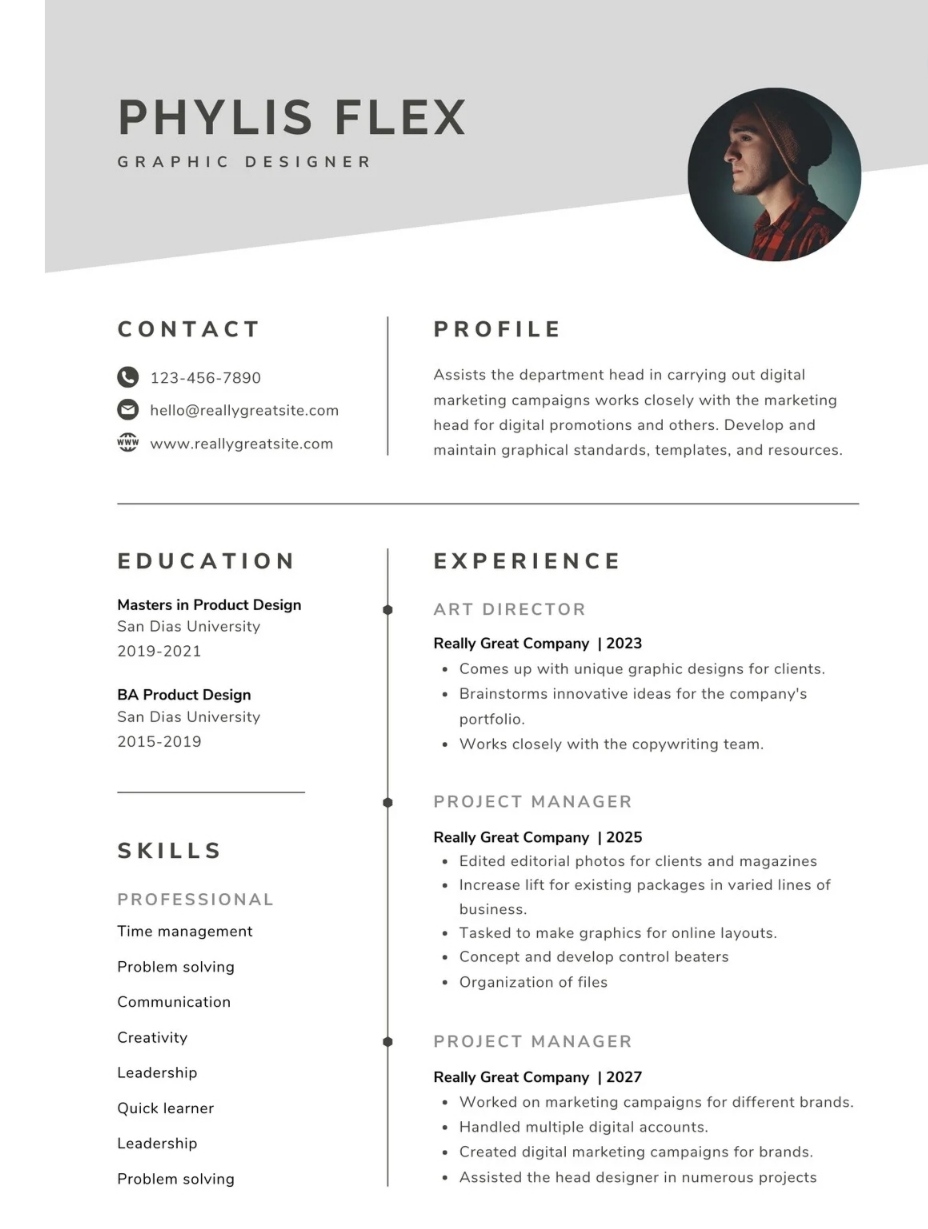 PHYLIS FLEX
GRAPHIC DESIGNER
CONTACT
123-456-7890
hello@reallygreatsite.com
www
www.reallygreatsite.com
PROFILE
Assists the department head in carrying out digital
marketing campaigns works closely with the marketing
head for digital promotions and others. Develop and
maintain graphical standards, templates, and resources.
EDUCATION
Masters in Product Design
San Dias University
2019-2021
BA Product Design
San Dias University
2015-2019
SKILLS
PROFESSIONAL
Time management
Problem solving
Communication
Creativity
Leadership
Quick learner
Leadership
Problem solving
EXPERIENCE
ART DIRECTOR
Really Great Company | 2023
• Comes up with unique graphic designs for clients.
• Brainstorms innovative ideas for the company's
portfolio.
• Works closely with the copywriting team.
PROJECT MANAGER
Really Great Company | 2025
• Edited editorial photos for clients and magazines
• Increase lift for existing packages in varied lines of
business.
• Tasked to make graphics for online layouts.
• Concept and develop control beaters
• Organization of files
PROJECT MANAGER
Really Great Company | 2027
• Worked on marketing campaigns for different brands.
• Handled multiple digital accounts.
• Created digital marketing campaigns for brands.
• Assisted the head designer in numerous projects